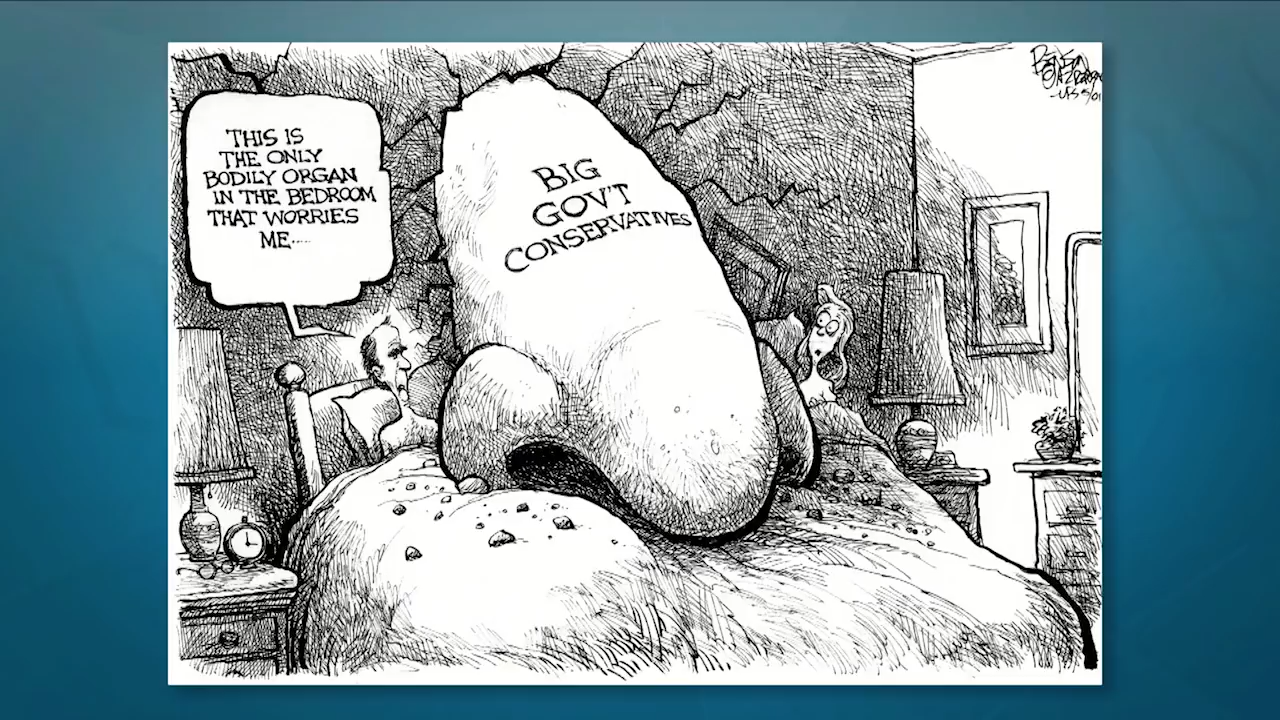 THIS IS
THE ONLY
BODILY ORGAN
IN THE BEDROOM
THAT WORRIES
ME.....
BIG
GOV'T
CONSERVATIVES